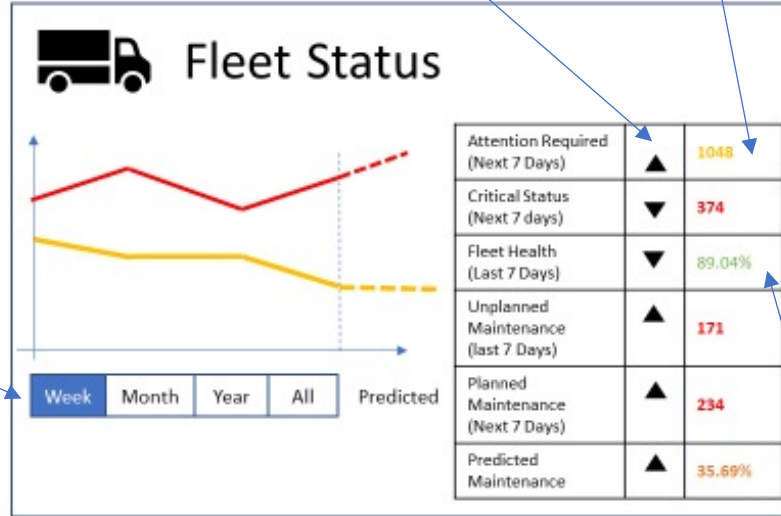 Fleet Status
Attention Required
(Next 7 Days)
1048
Critical Status
(Next 7 days)
374
Fleet Health
(Last 7 Days)
89.04%
Unplanned
Maintenance
(last 7 Days)
171
Planned
Maintenance
(Next 7 Days)
234
Predicted
Maintenance
35.69%
Week Month Year All Predicted